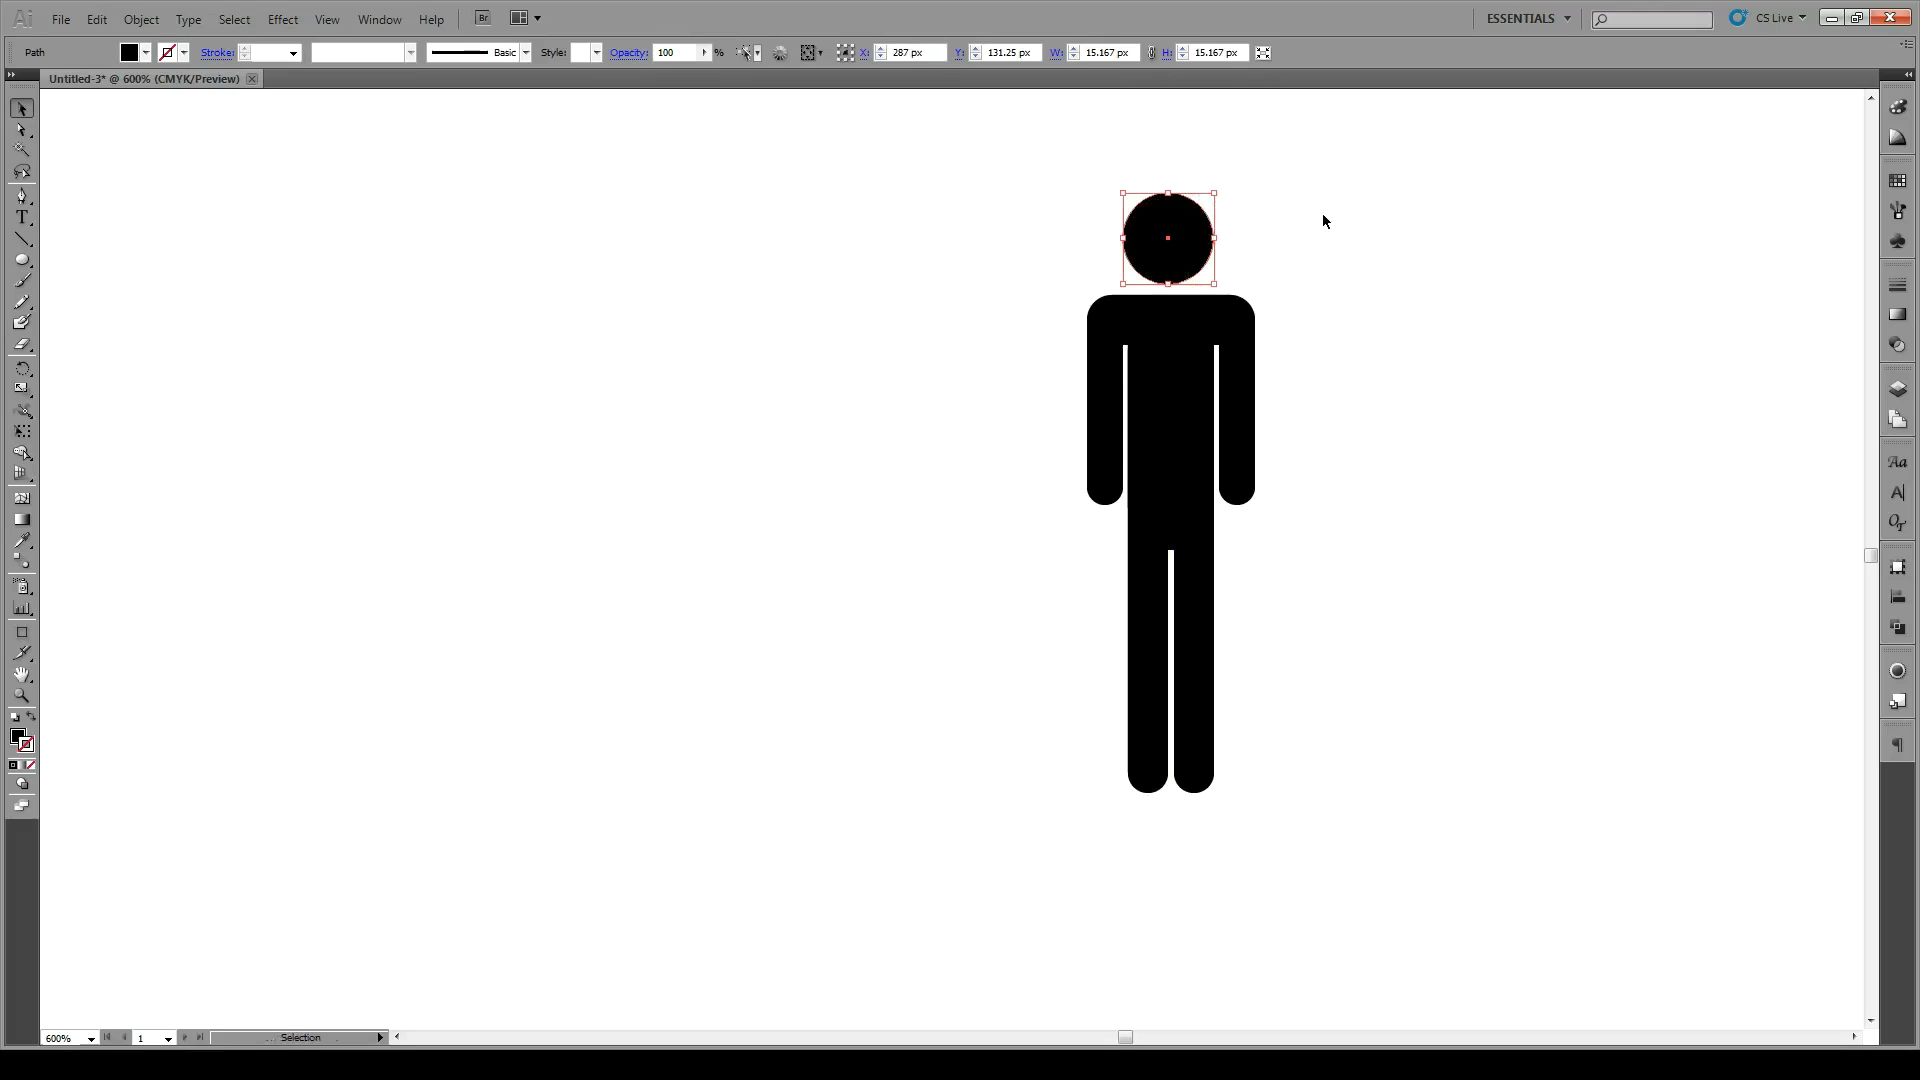 Ai File Edit Object Type Select Effect View Window Help Br ESSENTIALS CS Live
Path Stroke: Basic Style: Opacity: 100 % X: 287 px Y: 131.25 px W: 15.167 px H: 15.167 px
Untitled-3* @ 600% (CMYK/Preview)
T
Aa
A
O
T
¶
600% 1 Selection